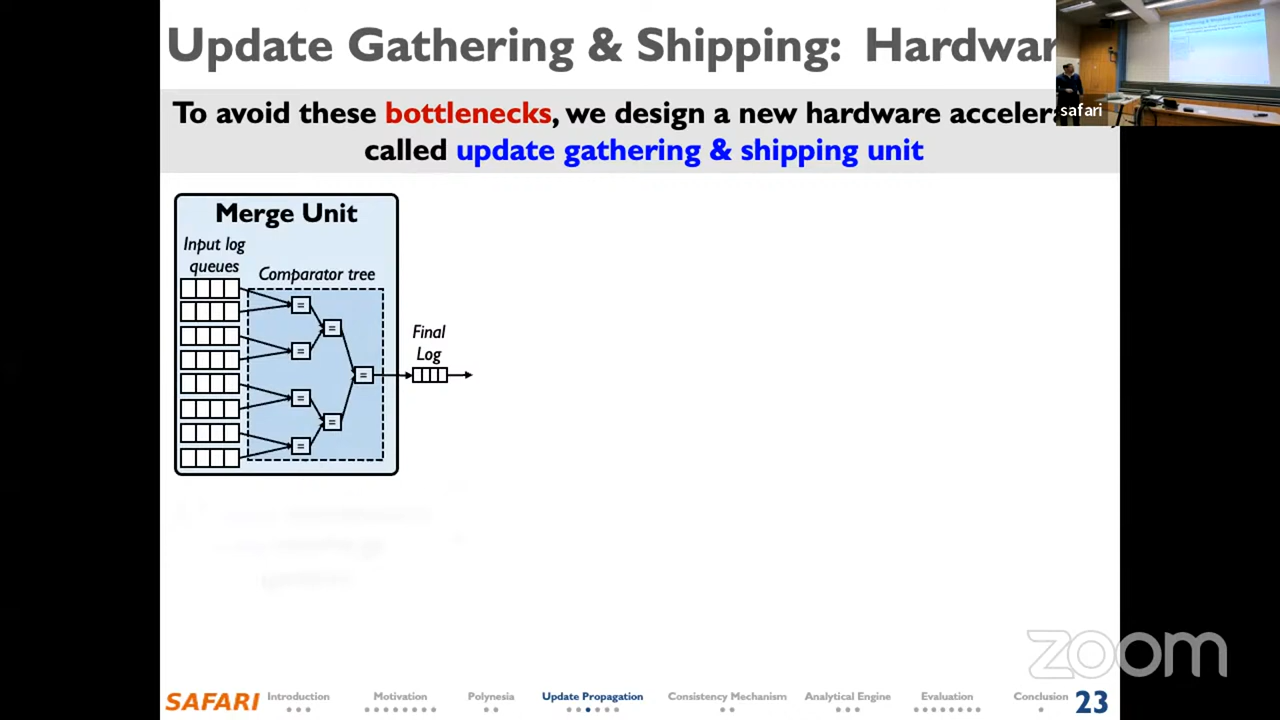 Update Gathering & Shipping: Hardwar
To avoid these bottlenecks, we design a new hardware acceler
called update gathering & shipping unit
safari
Merge Unit
Input log
queues
Comparator tree
=
=
=
=
=
=
=
Final
Log
zoom
SAFARI
Introduction
Motivation
Polynesia
Update Propagation
Consistency Mechanism
Analytical Engine
Evaluation
Conclusion
23